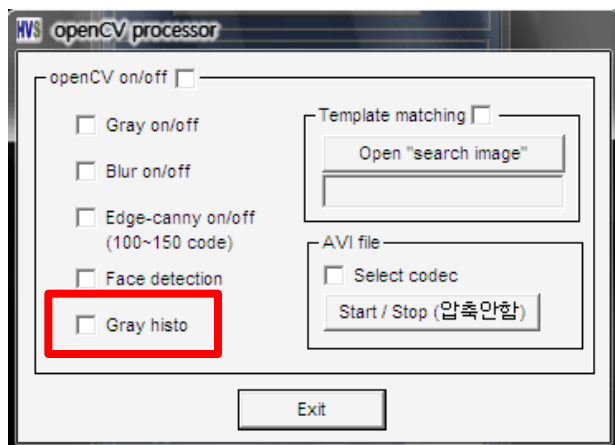 HVS openCV processor
openCV on/off
Gray on/off
Blur on/off
Edge-canny on/off
(100~150 code)
Face detection
Gray histo
Template matching
Open "search image"
AVI file
Select codec
Start / Stop (압축안함)
Exit